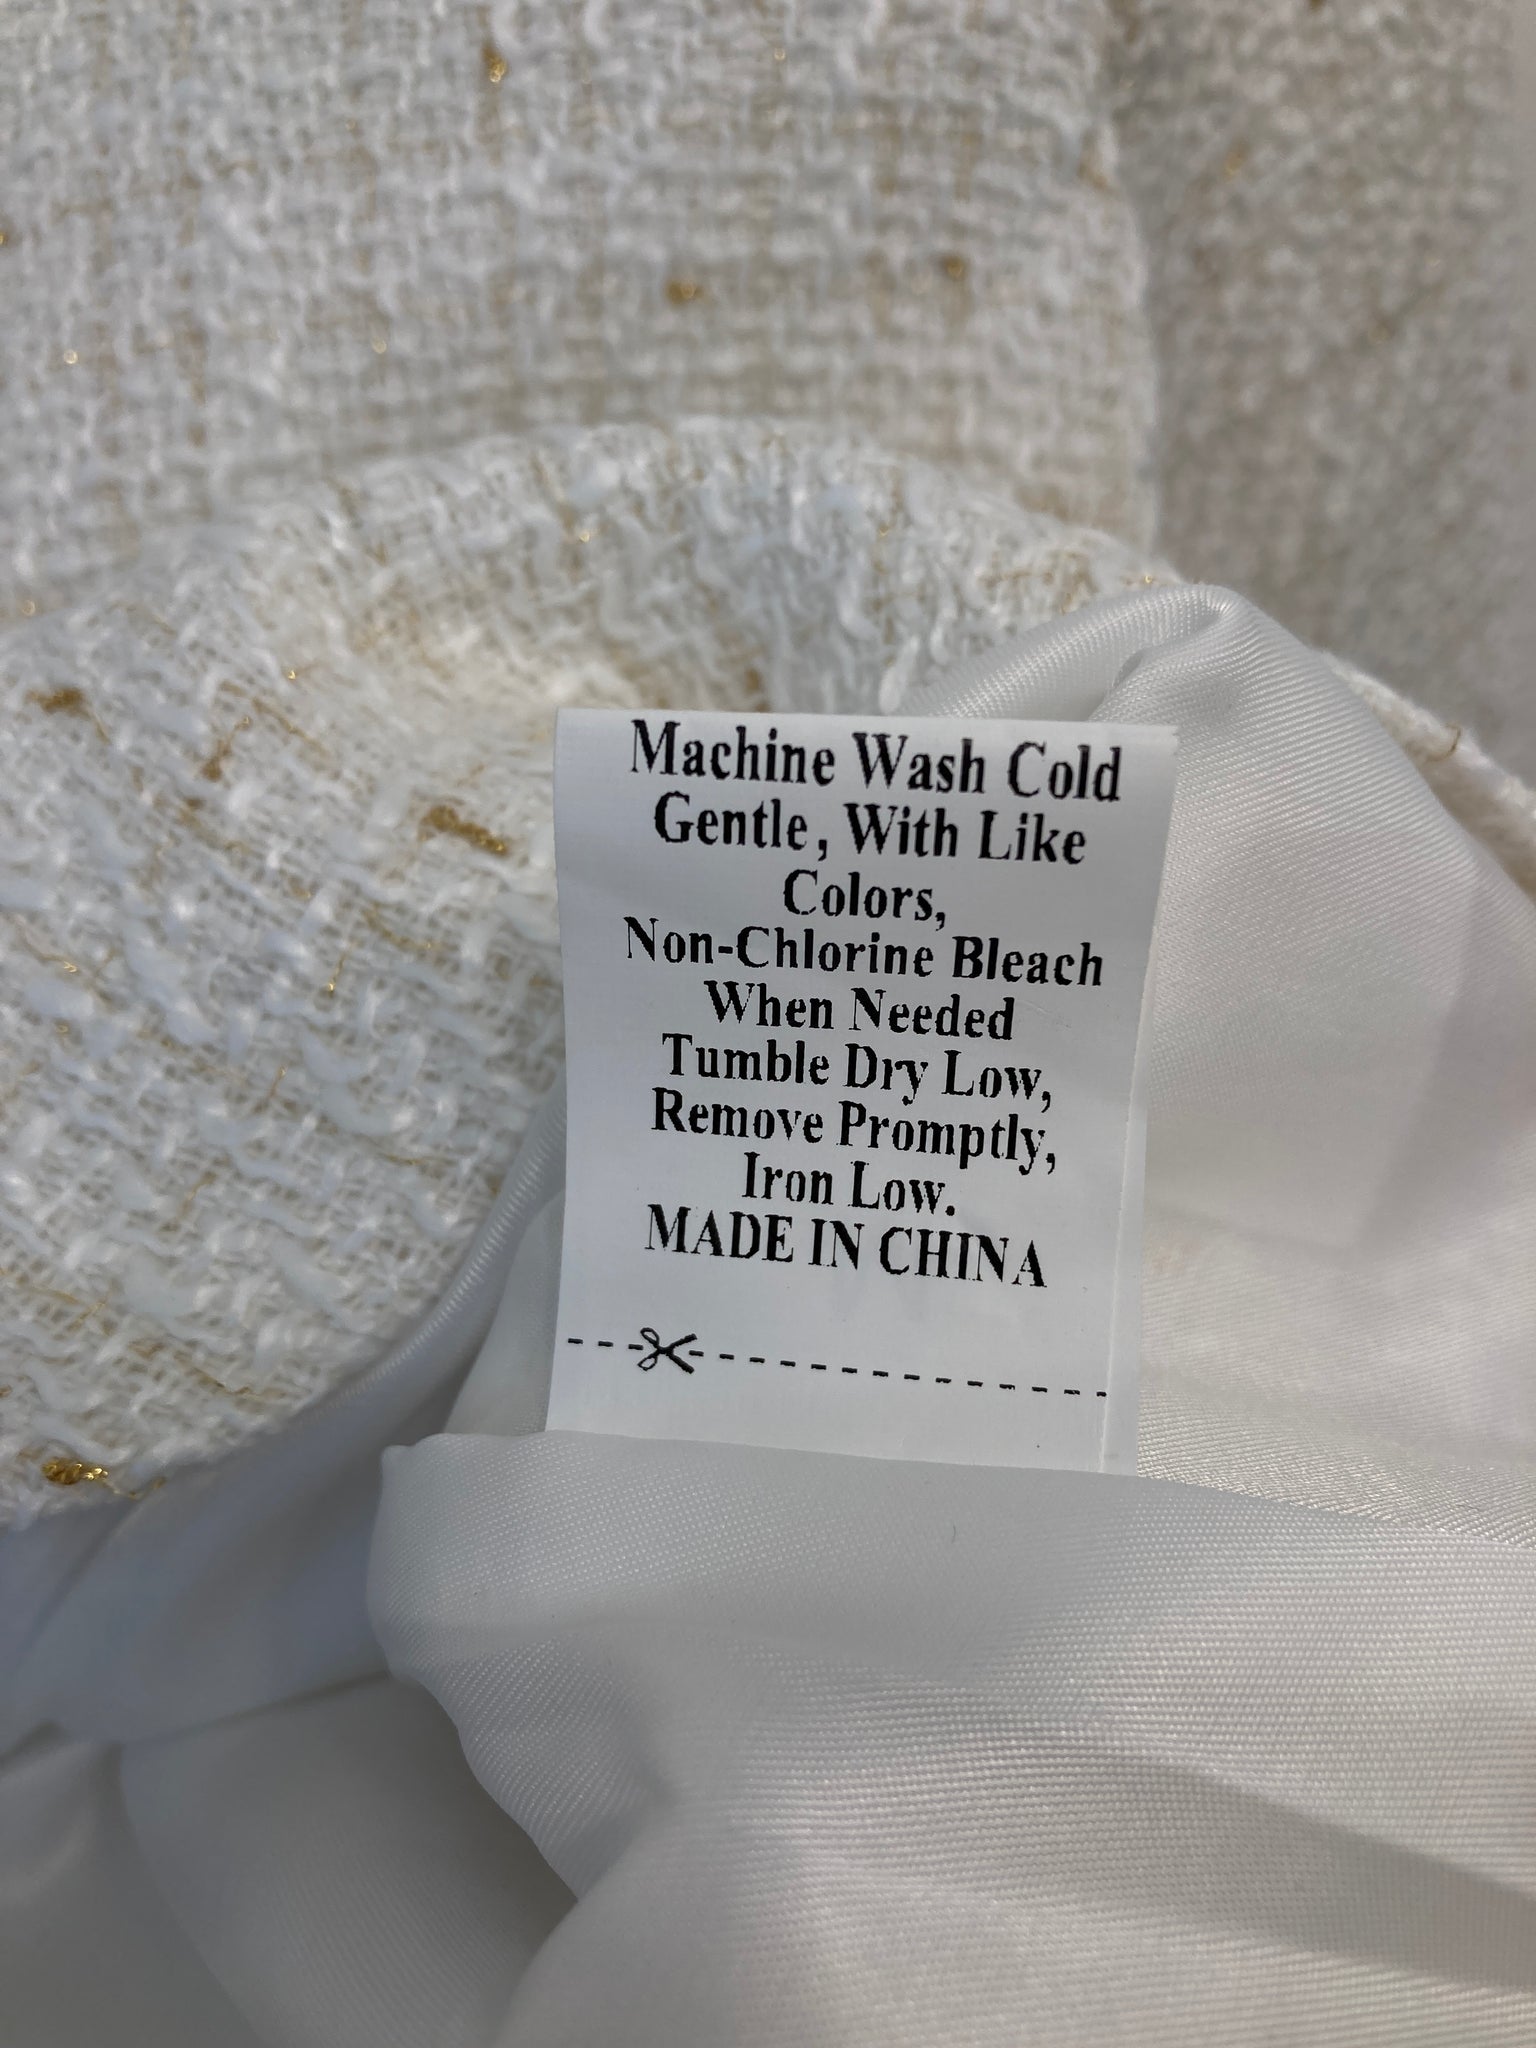 Machine Wash Cold
Gentle, With Like
Colors,
Non-Chlorine Bleach
When Needed
Tumble Dry Low,
Remove Promptly,
Iron Low.
MADE IN CHINA